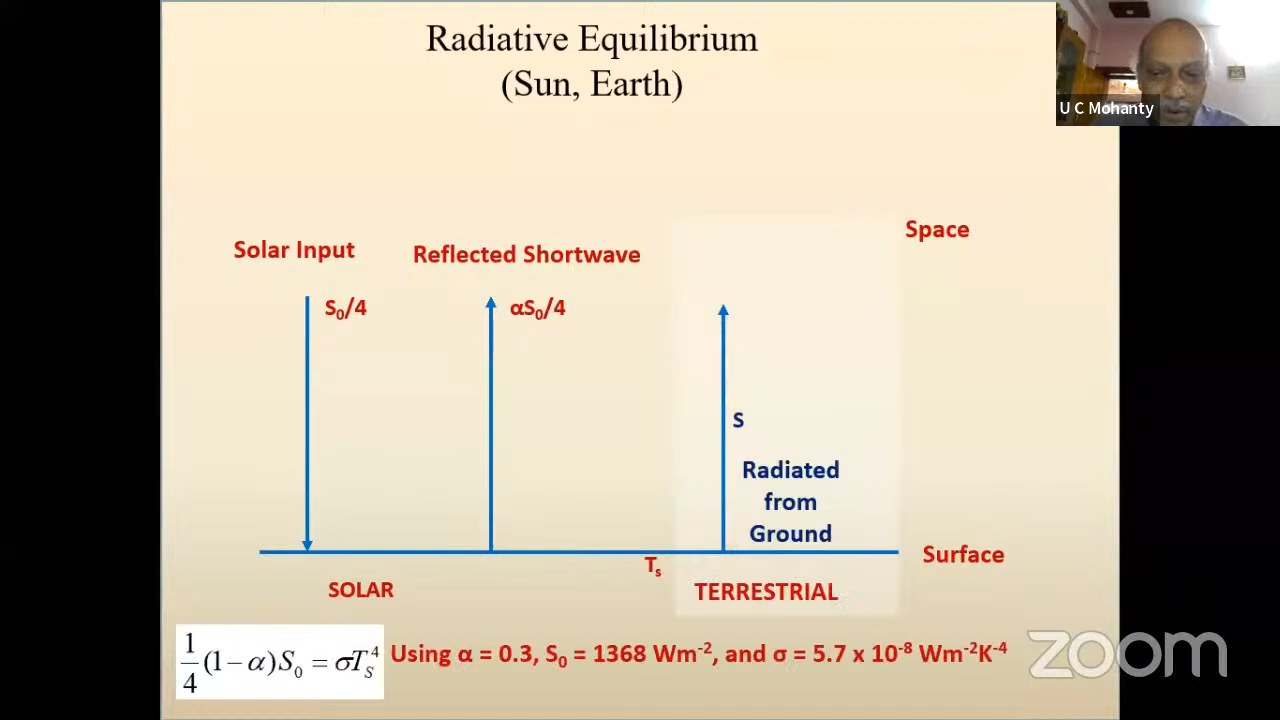 Radiative Equilibrium
(Sun, Earth)
U C Mohanty
Space
Solar Input
Reflected Shortwave
S₀/4
αS₀/4
S
Radiated
from
Ground
Surface
Tₛ
SOLAR
TERRESTRIAL
1/4 (1−α)S₀ = σT_S^4
Using α = 0.3, S₀ = 1368 Wm⁻², and σ = 5.7 x 10⁻⁸ Wm⁻²K⁻⁴
zoom